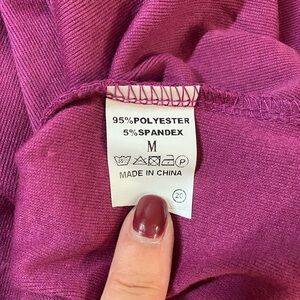 95%POLYESTER
5%SPANDEX
M
P
MADE IN CHINA